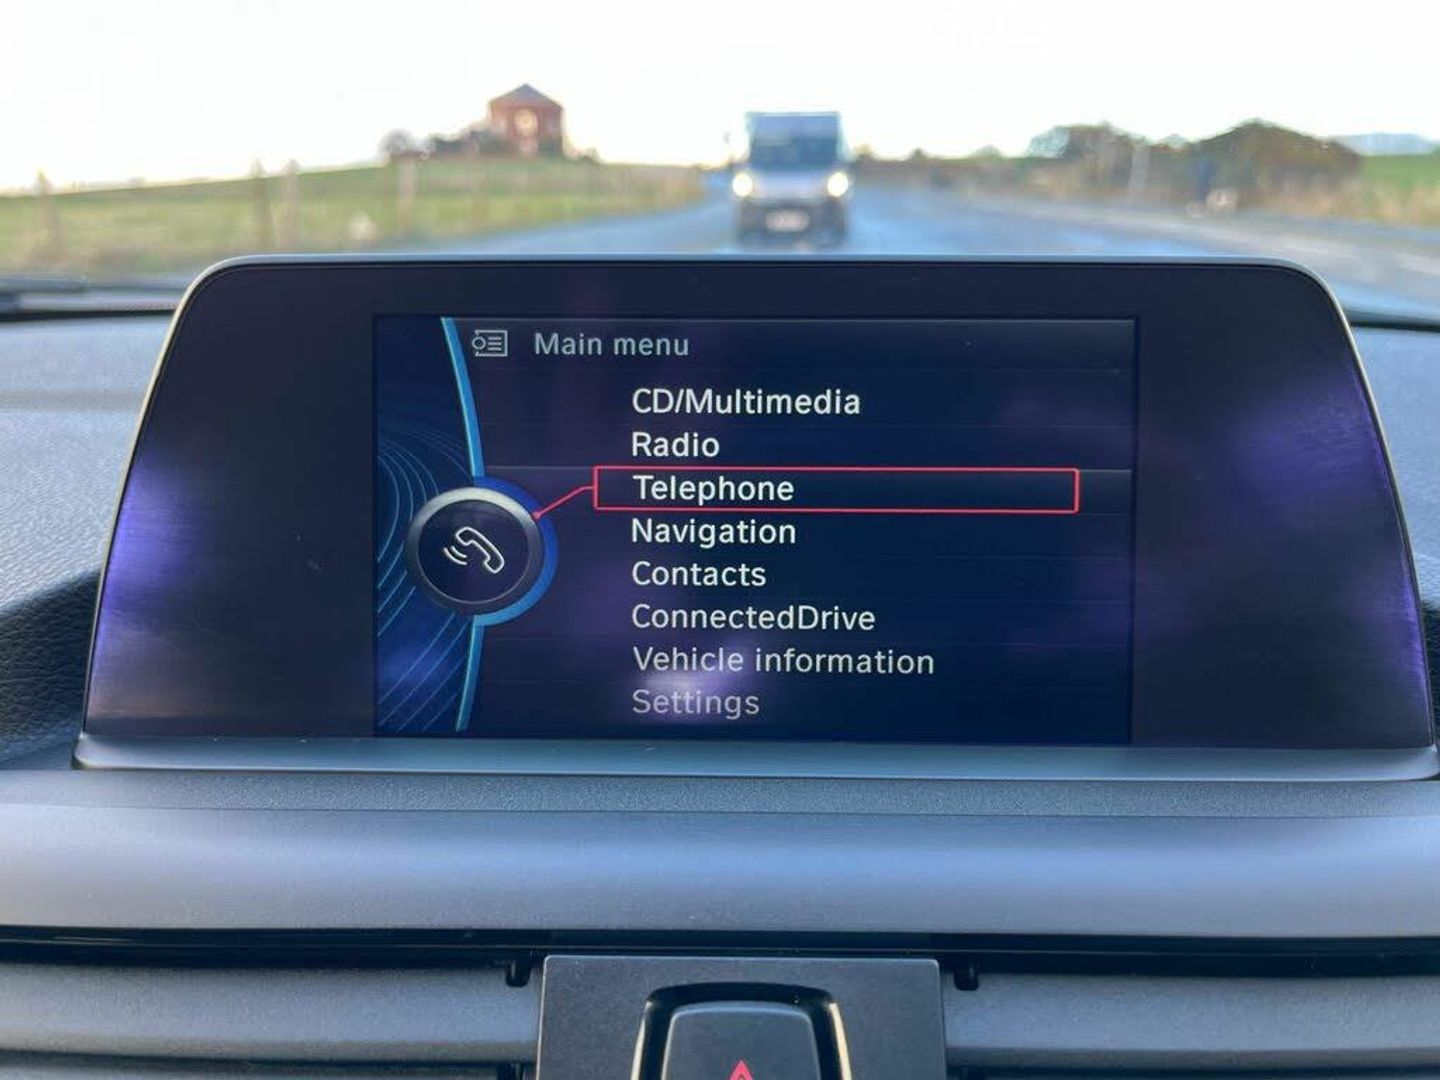 Main menu
CD/Multimedia
Radio
Telephone
Navigation
Contacts
ConnectedDrive
Vehicle information
Settings